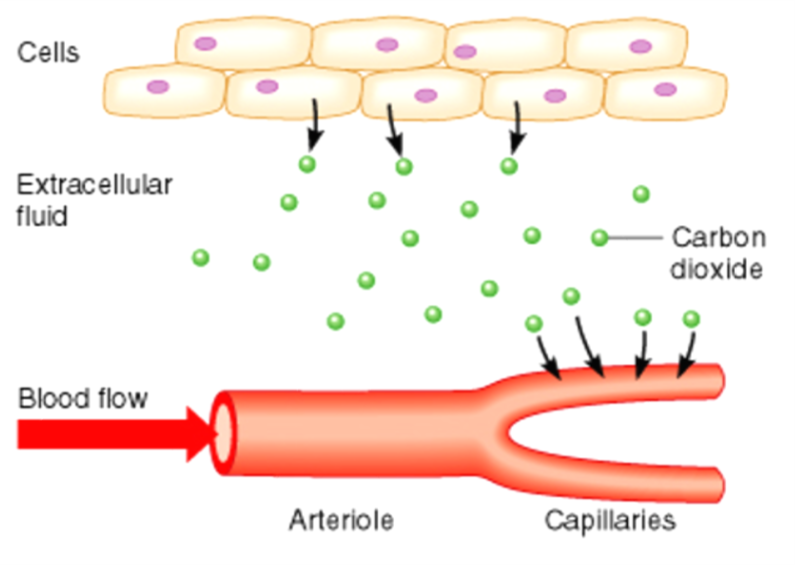 Cells
Extracellular
fluid
Carbon
dioxide
Blood flow
Arteriole
Capillaries